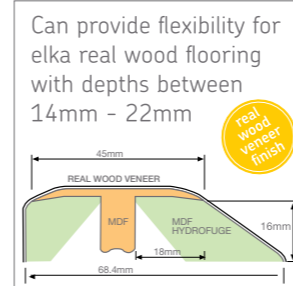 Can provide flexibility for
elka real wood flooring
with depths between
14mm - 22mm
real
wood
veneer
finish
45mm
REAL WOOD VENEER
MDF
MDF
HYDROFUGE
16mm
18mm
68.4mm